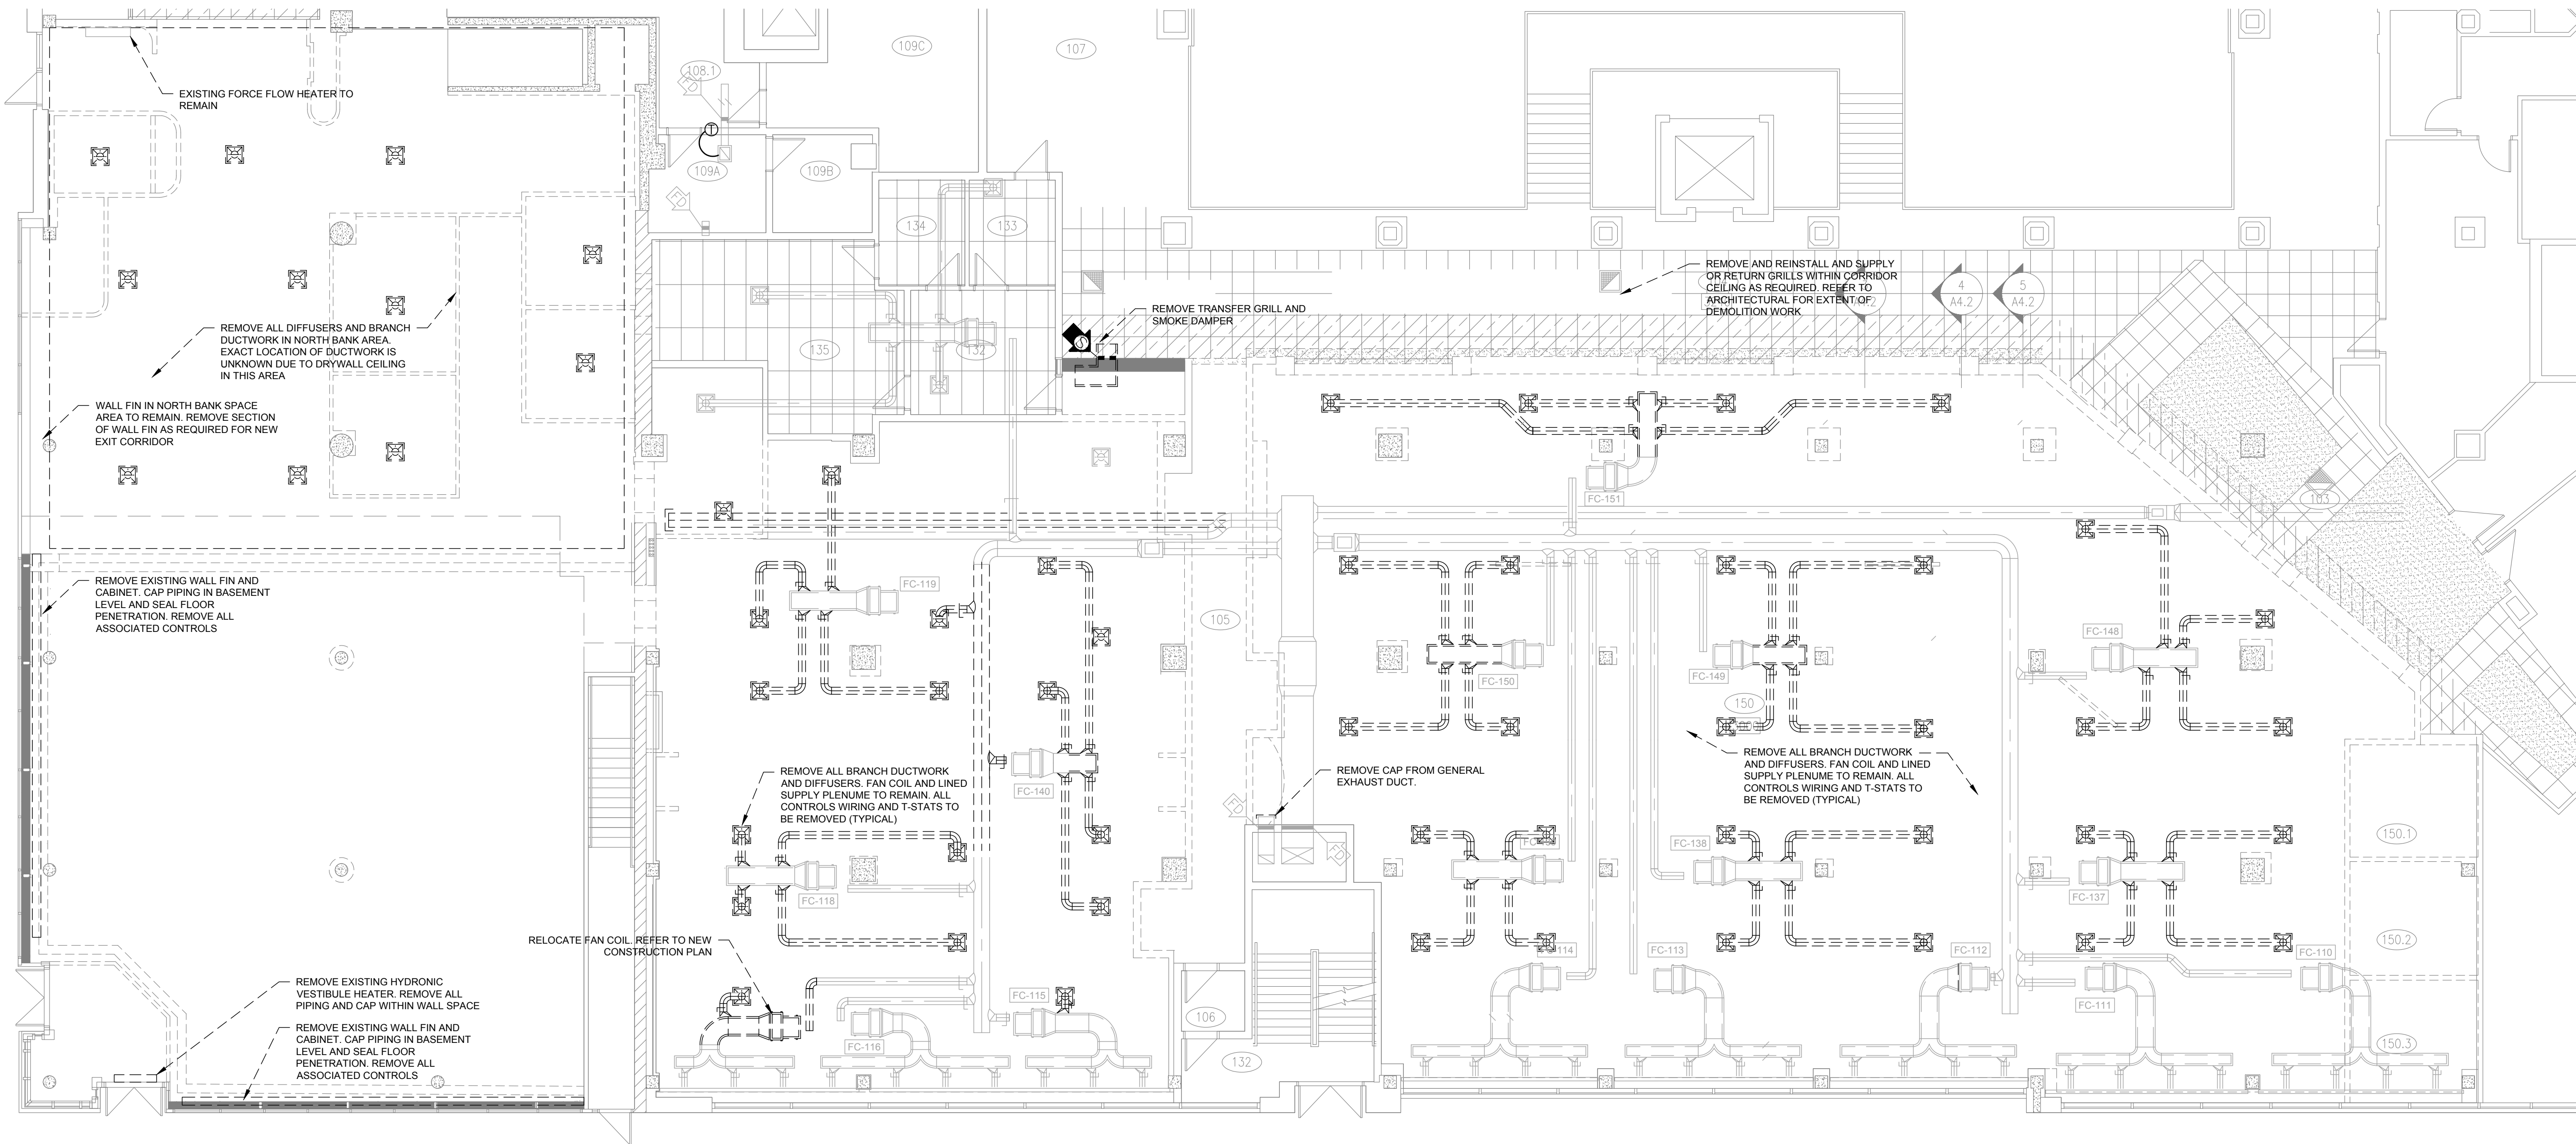 109C
107
108.1
FD
EXISTING FORCE FLOW HEATER TO
REMAIN
T
109A
109B
FD
134
133
REMOVE AND REINSTALL AND SUPPLY
OR RETURN GRILLS WITHIN CORRIDOR
CEILING AS REQUIRED. REFER TO
ARCHITECTURAL FOR EXTENT OF
DEMOLITION WORK
4
A4.2
5
A4.2
REMOVE TRANSFER GRILL AND
SMOKE DAMPER
S
135
132
REMOVE ALL DIFFUSERS AND BRANCH
DUCTWORK IN NORTH BANK AREA.
EXACT LOCATION OF DUCTWORK IS
UNKNOWN DUE TO DRYWALL CEILING
IN THIS AREA
WALL FIN IN NORTH BANK SPACE
AREA TO REMAIN. REMOVE SECTION
OF WALL FIN AS REQUIRED FOR NEW
EXIT CORRIDOR
FC-151
103
REMOVE EXISTING WALL FIN AND
CABINET. CAP PIPING IN BASEMENT
LEVEL AND SEAL FLOOR
PENETRATION. REMOVE ALL
ASSOCIATED CONTROLS
FC-119
105
FC-150
FC-149
FC-148
150
REMOVE ALL BRANCH DUCTWORK
AND DIFFUSERS. FAN COIL AND LINED
SUPPLY PLENUME TO REMAIN. ALL
CONTROLS WIRING AND T-STATS TO
BE REMOVED (TYPICAL)
FC-140
REMOVE CAP FROM GENERAL
EXHAUST DUCT.
REMOVE ALL BRANCH DUCTWORK
AND DIFFUSERS. FAN COIL AND LINED
SUPPLY PLENUME TO REMAIN. ALL
CONTROLS WIRING AND T-STATS TO
BE REMOVED (TYPICAL)
FD
FD
150.1
FC-138
FC-137
FC-118
150.2
RELOCATE FAN COIL. REFER TO NEW
CONSTRUCTION PLAN
FC-113
FC-112
FC-110
FC-111
FC-115
FC-116
106
132
150.3
REMOVE EXISTING HYDRONIC
VESTIBULE HEATER. REMOVE ALL
PIPING AND CAP WITHIN WALL SPACE
REMOVE EXISTING WALL FIN AND
CABINET. CAP PIPING IN BASEMENT
LEVEL AND SEAL FLOOR
PENETRATION. REMOVE ALL
ASSOCIATED CONTROLS